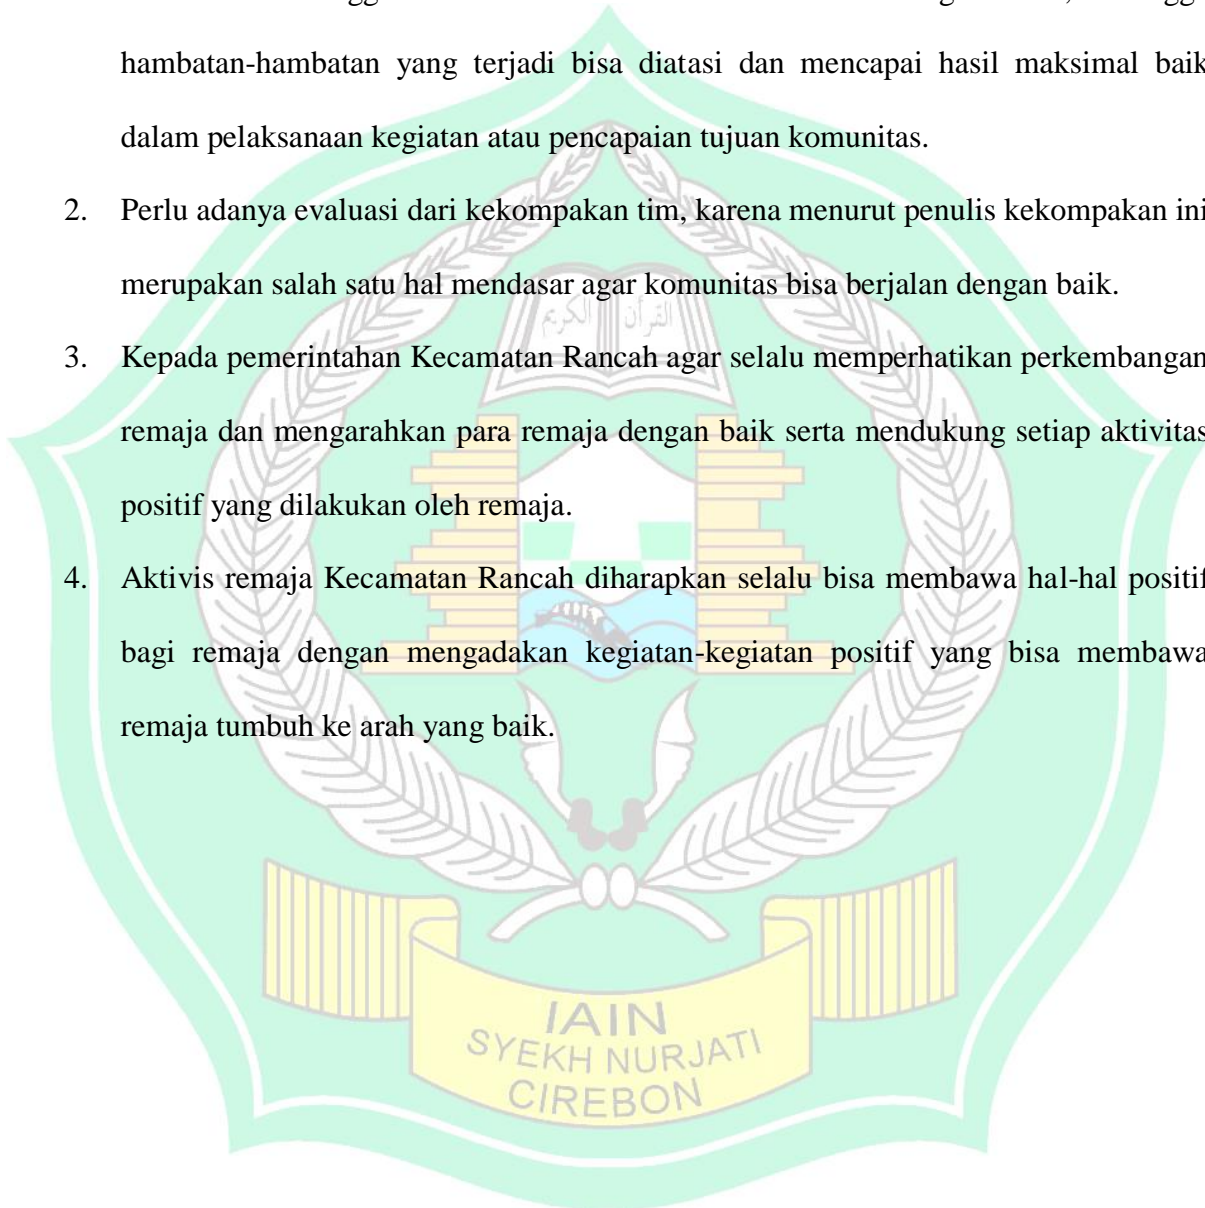 hambatan-hambatan yang terjadi bisa diatasi dan mencapai hasil maksimal baik
dalam pelaksanaan kegiatan atau pencapaian tujuan komunitas.
2. Perlu adanya evaluasi dari kekompakan tim, karena menurut penulis kekompakan ini
merupakan salah satu hal mendasar agar komunitas bisa berjalan dengan baik.
القرآن الكريم
3. Kepada pemerintahan Kecamatan Rancah agar selalu memperhatikan perkembangan
remaja dan mengarahkan para remaja dengan baik serta mendukung setiap aktivitas
positif yang dilakukan oleh remaja.
4. Aktivis remaja Kecamatan Rancah diharapkan selalu bisa membawa hal-hal positif
bagi remaja dengan mengadakan kegiatan-kegiatan positif yang bisa membawa
remaja tumbuh ke arah yang baik.
IAIN
SYEKH NURJATI
CIREBON